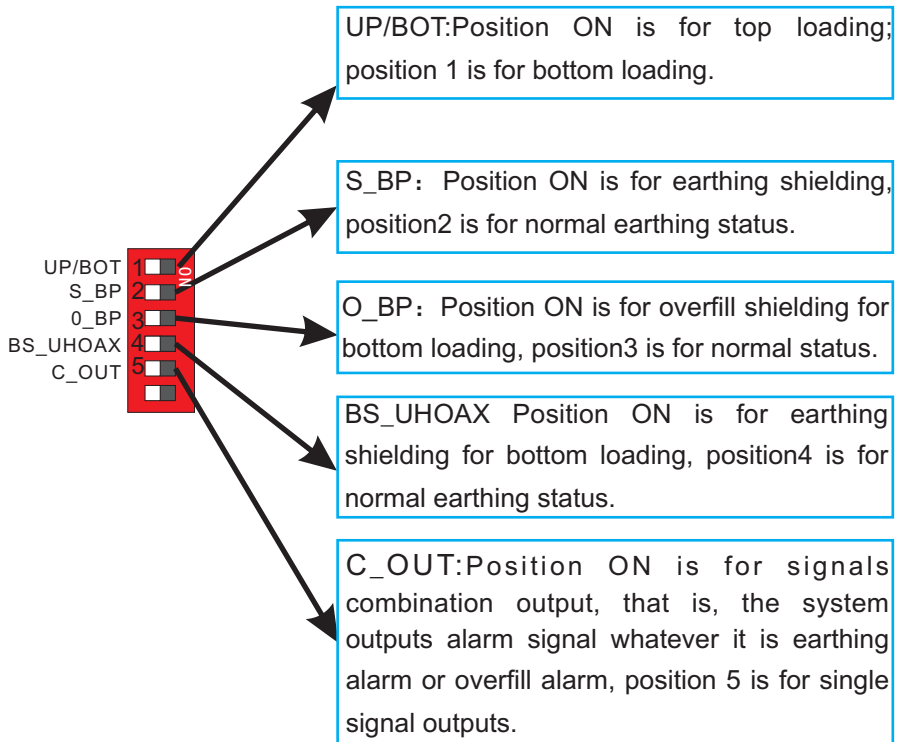 UP/BOT:Position ON is for top loading;
position 1 is for bottom loading.
S_BP：Position ON is for earthing shielding,
position2 is for normal earthing status.
UP/BOT 1 ON
S_BP 2
0_BP 3
BS_UHOAX 4
C_OUT 5
O_BP：Position ON is for overfill shielding for
bottom loading, position3 is for normal status.
BS_UHOAX Position ON is for earthing
shielding for bottom loading, position4 is for
normal earthing status.
C_OUT:Position ON is for signals
combination output, that is, the system
outputs alarm signal whatever it is earthing
alarm or overfill alarm, position 5 is for single
signal outputs.